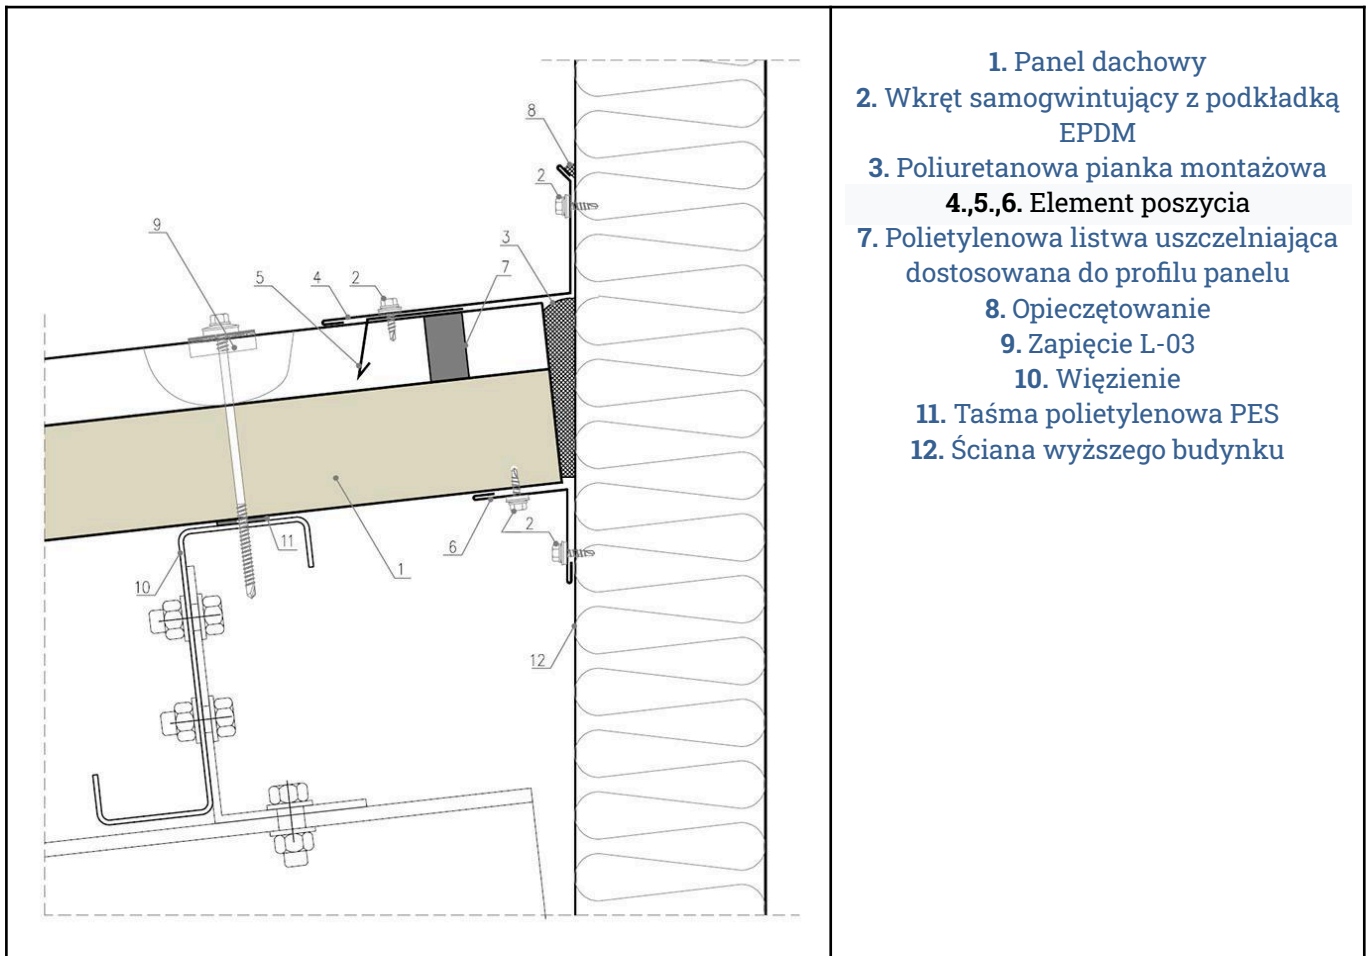 8
2
9
3
7
5
4
2
2
6
11
10
1
12
1. Panel dachowy
2. Wkręt samogwintujący z podkładką
EPDM
3. Poliuretanowa pianka montażowa
4.,5.,6. Element poszycia
7. Polietylenowa listwa uszczelniająca
dostosowana do profilu panelu
8. Opieczętowanie
9. Zapięcie L-03
10. Więzienie
11. Taśma polietylenowa PES
12. Ściana wyższego budynku